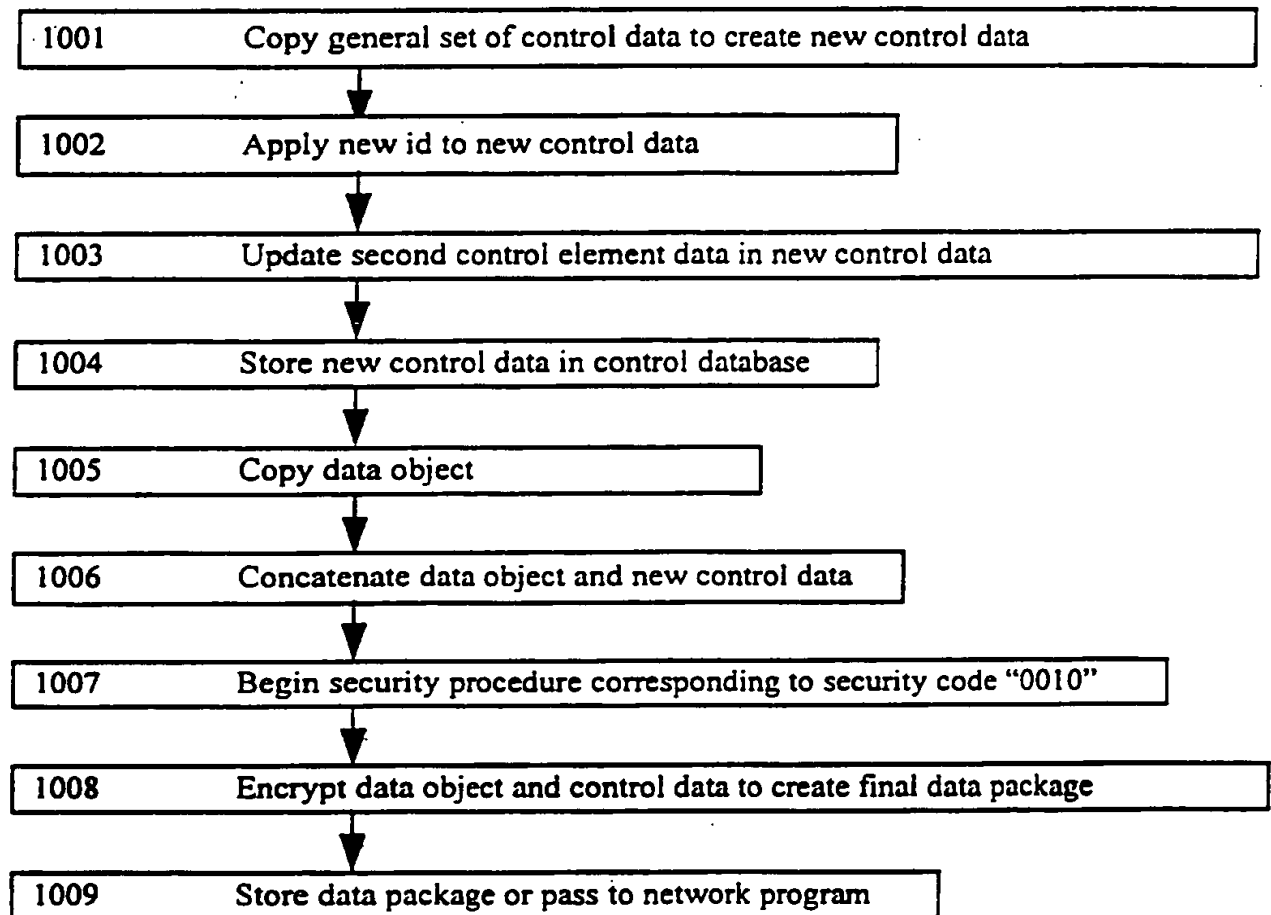 1001 Copy general set of control data to create new control data
1002 Apply new id to new control data
1003 Update second control element data in new control data
1004 Store new control data in control database
1005 Copy data object
1006 Concatenate data object and new control data
1007 Begin security procedure corresponding to security code “0010”
1008 Encrypt data object and control data to create final data package
1009 Store data package or pass to network program